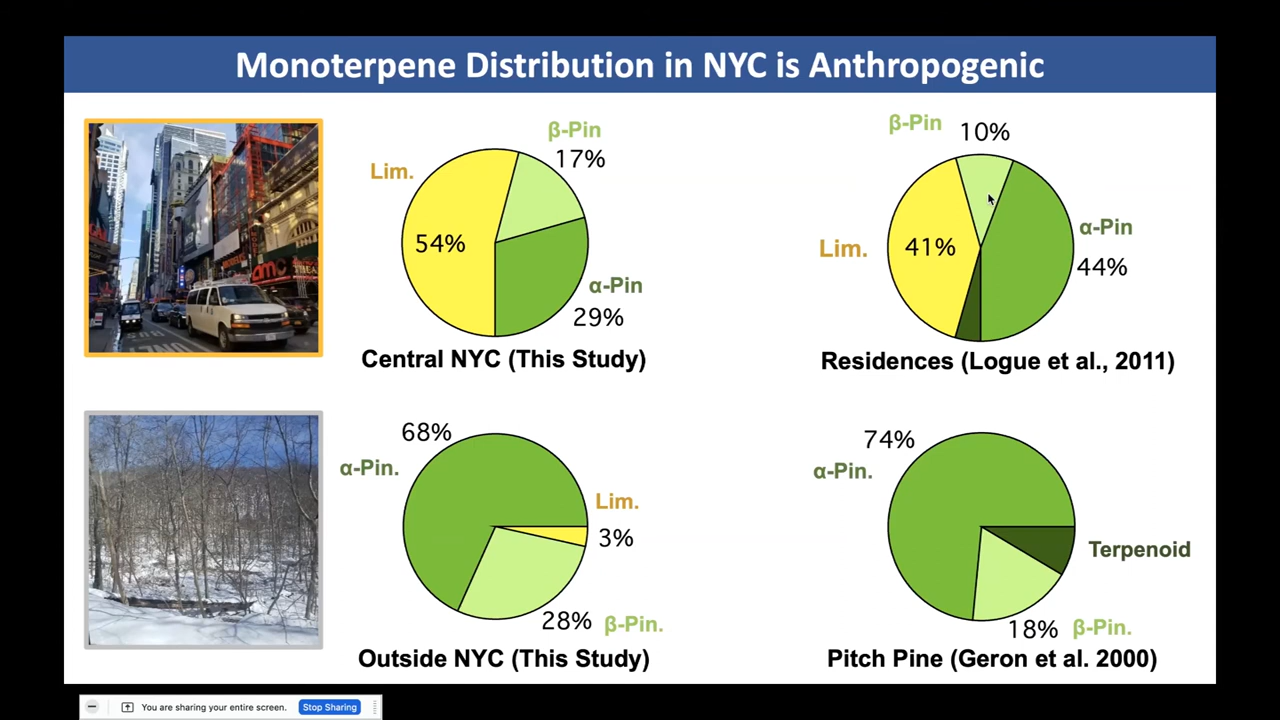 Monoterpene Distribution in NYC is Anthropogenic
β-Pin
17%
Lim.
54%
α-Pin
29%
Central NYC (This Study)
β-Pin
10%
Lim.
41%
α-Pin
44%
Residences (Logue et al., 2011)
amc
68%
α-Pin.
Lim.
3%
28%
β-Pin.
Outside NYC (This Study)
74%
α-Pin.
Terpenoid
18%
β-Pin.
Pitch Pine (Geron et al. 2000)
You are sharing your entire screen.
Stop Sharing